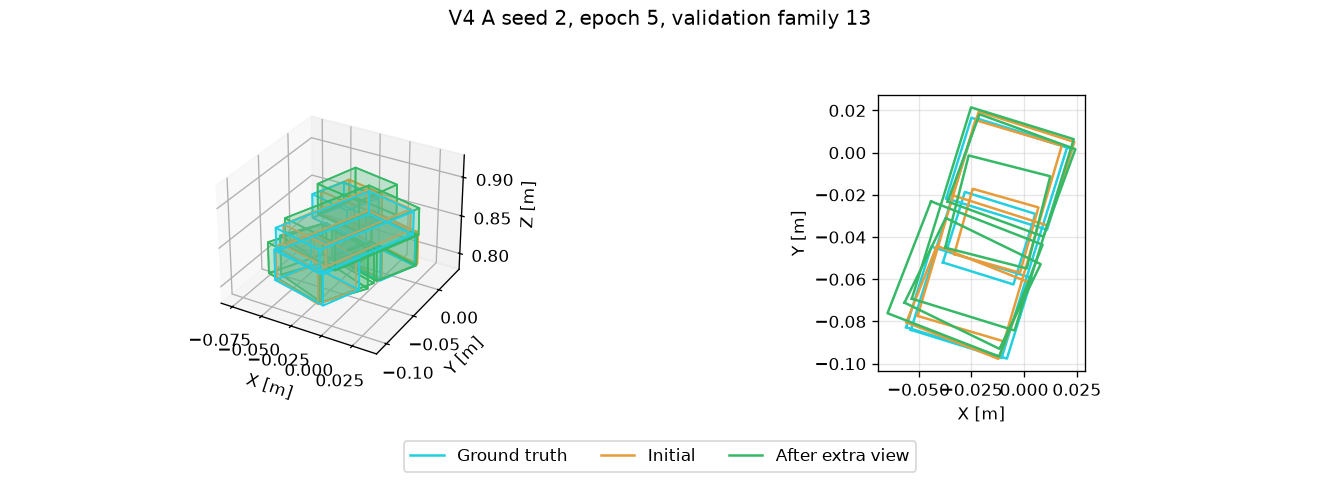 V4 A seed 2, epoch 5, validation family 13
0.90
0.85
0.80
Z [m]
−0.075
−0.050
−0.025
0.000
0.025
X [m]
0.00
−0.05
−0.10
Y [m]
0.02
0.00
−0.02
−0.04
−0.06
−0.08
−0.10
Y [m]
−0.050
−0.025
0.000
0.025
X [m]
Ground truth
Initial
After extra view